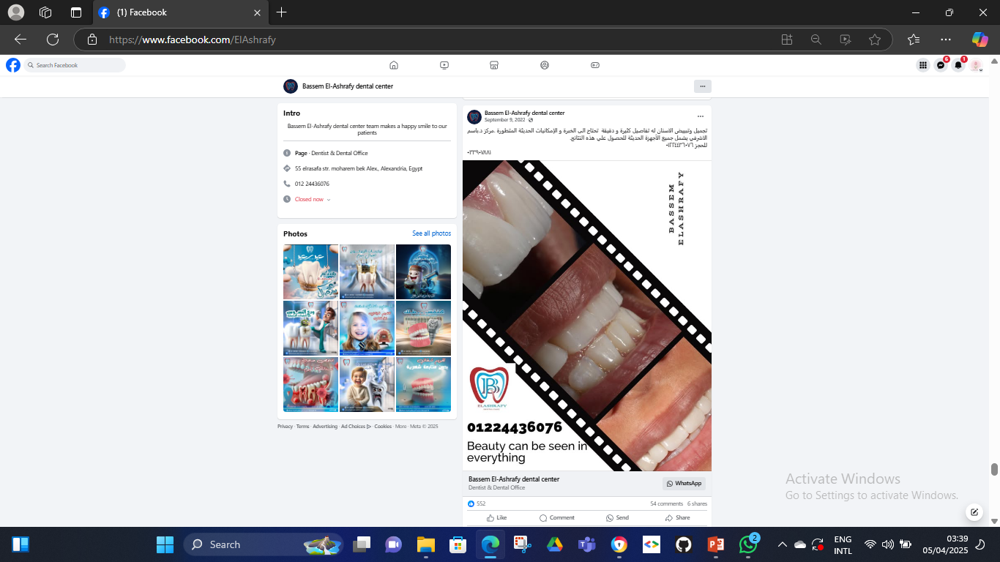 (1) Facebook
https://www.facebook.com/ElAshrafy
Search Facebook
6
1
Bassem El-Ashrafy dental center
Intro
Bassem El-Ashrafy dental center team makes a happy smile to our
patients
Page · Dentist & Dental Office
55 elrasafa str. moharem bek Alex., Alexandria, Egypt
012 24436076
Closed now
Photos
See all photos
Privacy · Terms · Advertising · Ad Choices · Cookies · More · Meta © 2025
Bassem El-Ashrafy dental center
September 9, 2022 ·
تجميل وتبييض الاسنان له تفاصيل كثيرة و دقيقة تحتاج الى الخبرة و الإمكانيات الحديثة المتطورة .مركز د.باسم
الاشرفي يشمل جميع الأجهزة الحديثة للحصول علي هذه النتائج.
للحجز ٠١٢٢٤٤٣٦٠٧٦
٠٣٣٩٠٧٨٨١
BASSEM
ELASHRAFY
B
ELASHRAFY
01224436076
Beauty can be seen in
everything
Bassem El-Ashrafy dental center
Dentist & Dental Office
WhatsApp
552
54 comments 6 shares
Like
Comment
Send
Share
Activate Windows
Go to Settings to activate Windows.
Search
2
ENG
INTL
03:39
05/04/2025